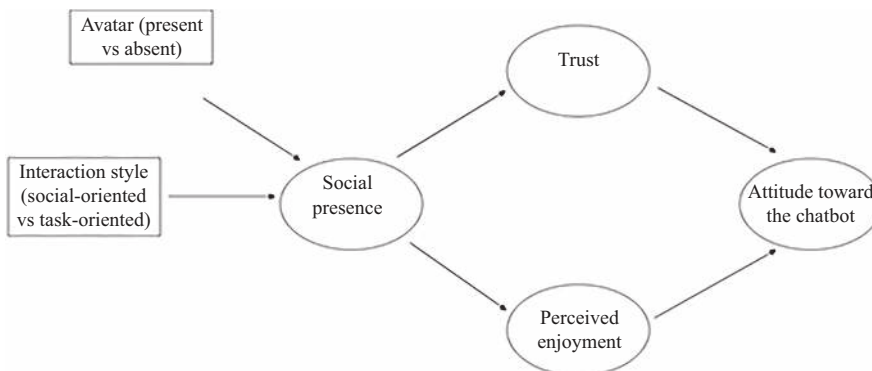 Avatar (present
vs absent)
Trust
Interaction style
(social-oriented
vs task-oriented)
Social
presence
Attitude toward
the chatbot
Perceived
enjoyment